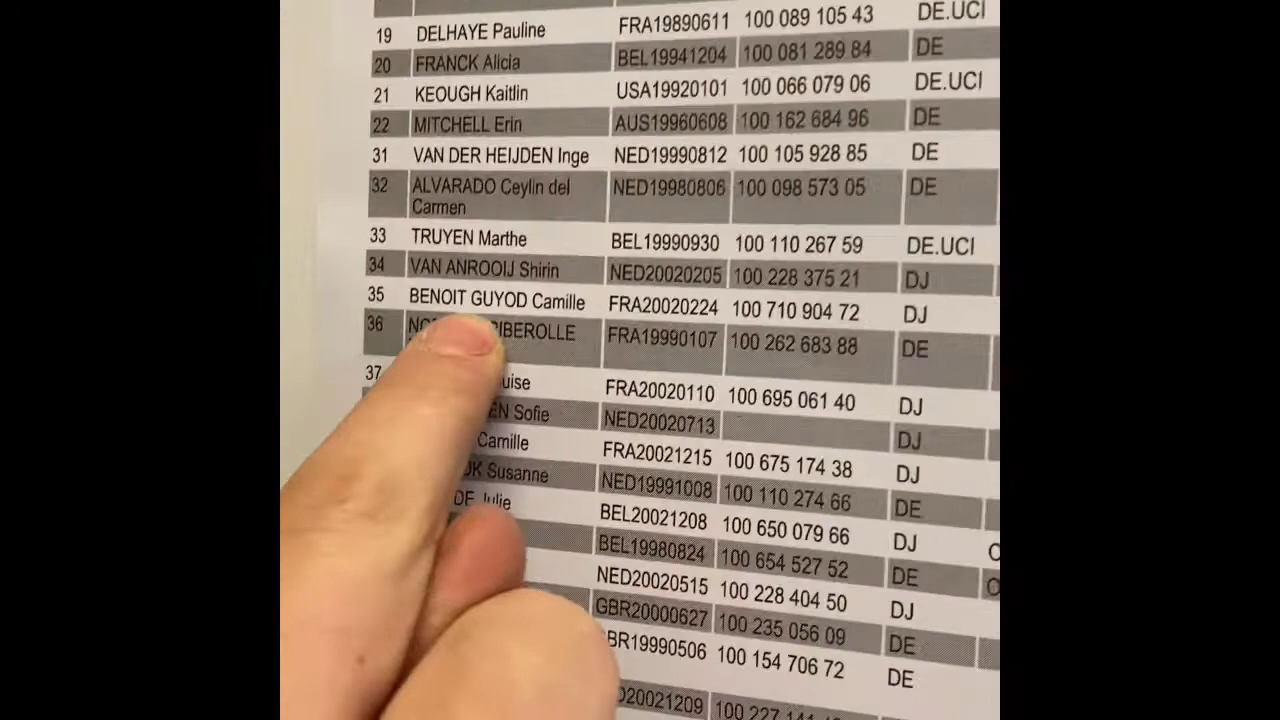 19 DELHAYE Pauline FRA19890611 100 089 105 43 DE.UCI
20 FRANCK Alicia BEL19941204 100 081 289 84 DE
21 KEOUGH Kaitlin USA19920101 100 066 079 06 DE.UCI
22 MITCHELL Erin AUS19960608 100 162 684 96 DE
31 VAN DER HEIJDEN Inge NED19990812 100 105 928 85 DE
32 ALVARADO Ceylin del NED19980806 100 098 573 05 DE
Carmen
33 TRUYEN Marthe BEL19990930 100 110 267 59 DE.UCI
34 VAN ANROOIJ Shirin NED20020205 100 228 375 21 DJ
35 BENOIT GUYOD Camille FRA20020224 100 710 904 72 DJ
36 RIBEROLLE FRA19990107 100 262 683 88 DE
37 FRA20020110 100 695 061 40 DJ
Sofie NED20020713 DJ
Camille FRA20021215 100 675 174 38 DJ
Susanne NED19991008 100 110 274 66 DE
DE Julie BEL20021208 100 650 079 66 DJ
BEL19980824 100 654 527 52 DE
NED20020515 100 228 404 50 DJ
GBR20000627 100 235 056 09 DE
GBR19990506 100 154 706 72 DE
100 227